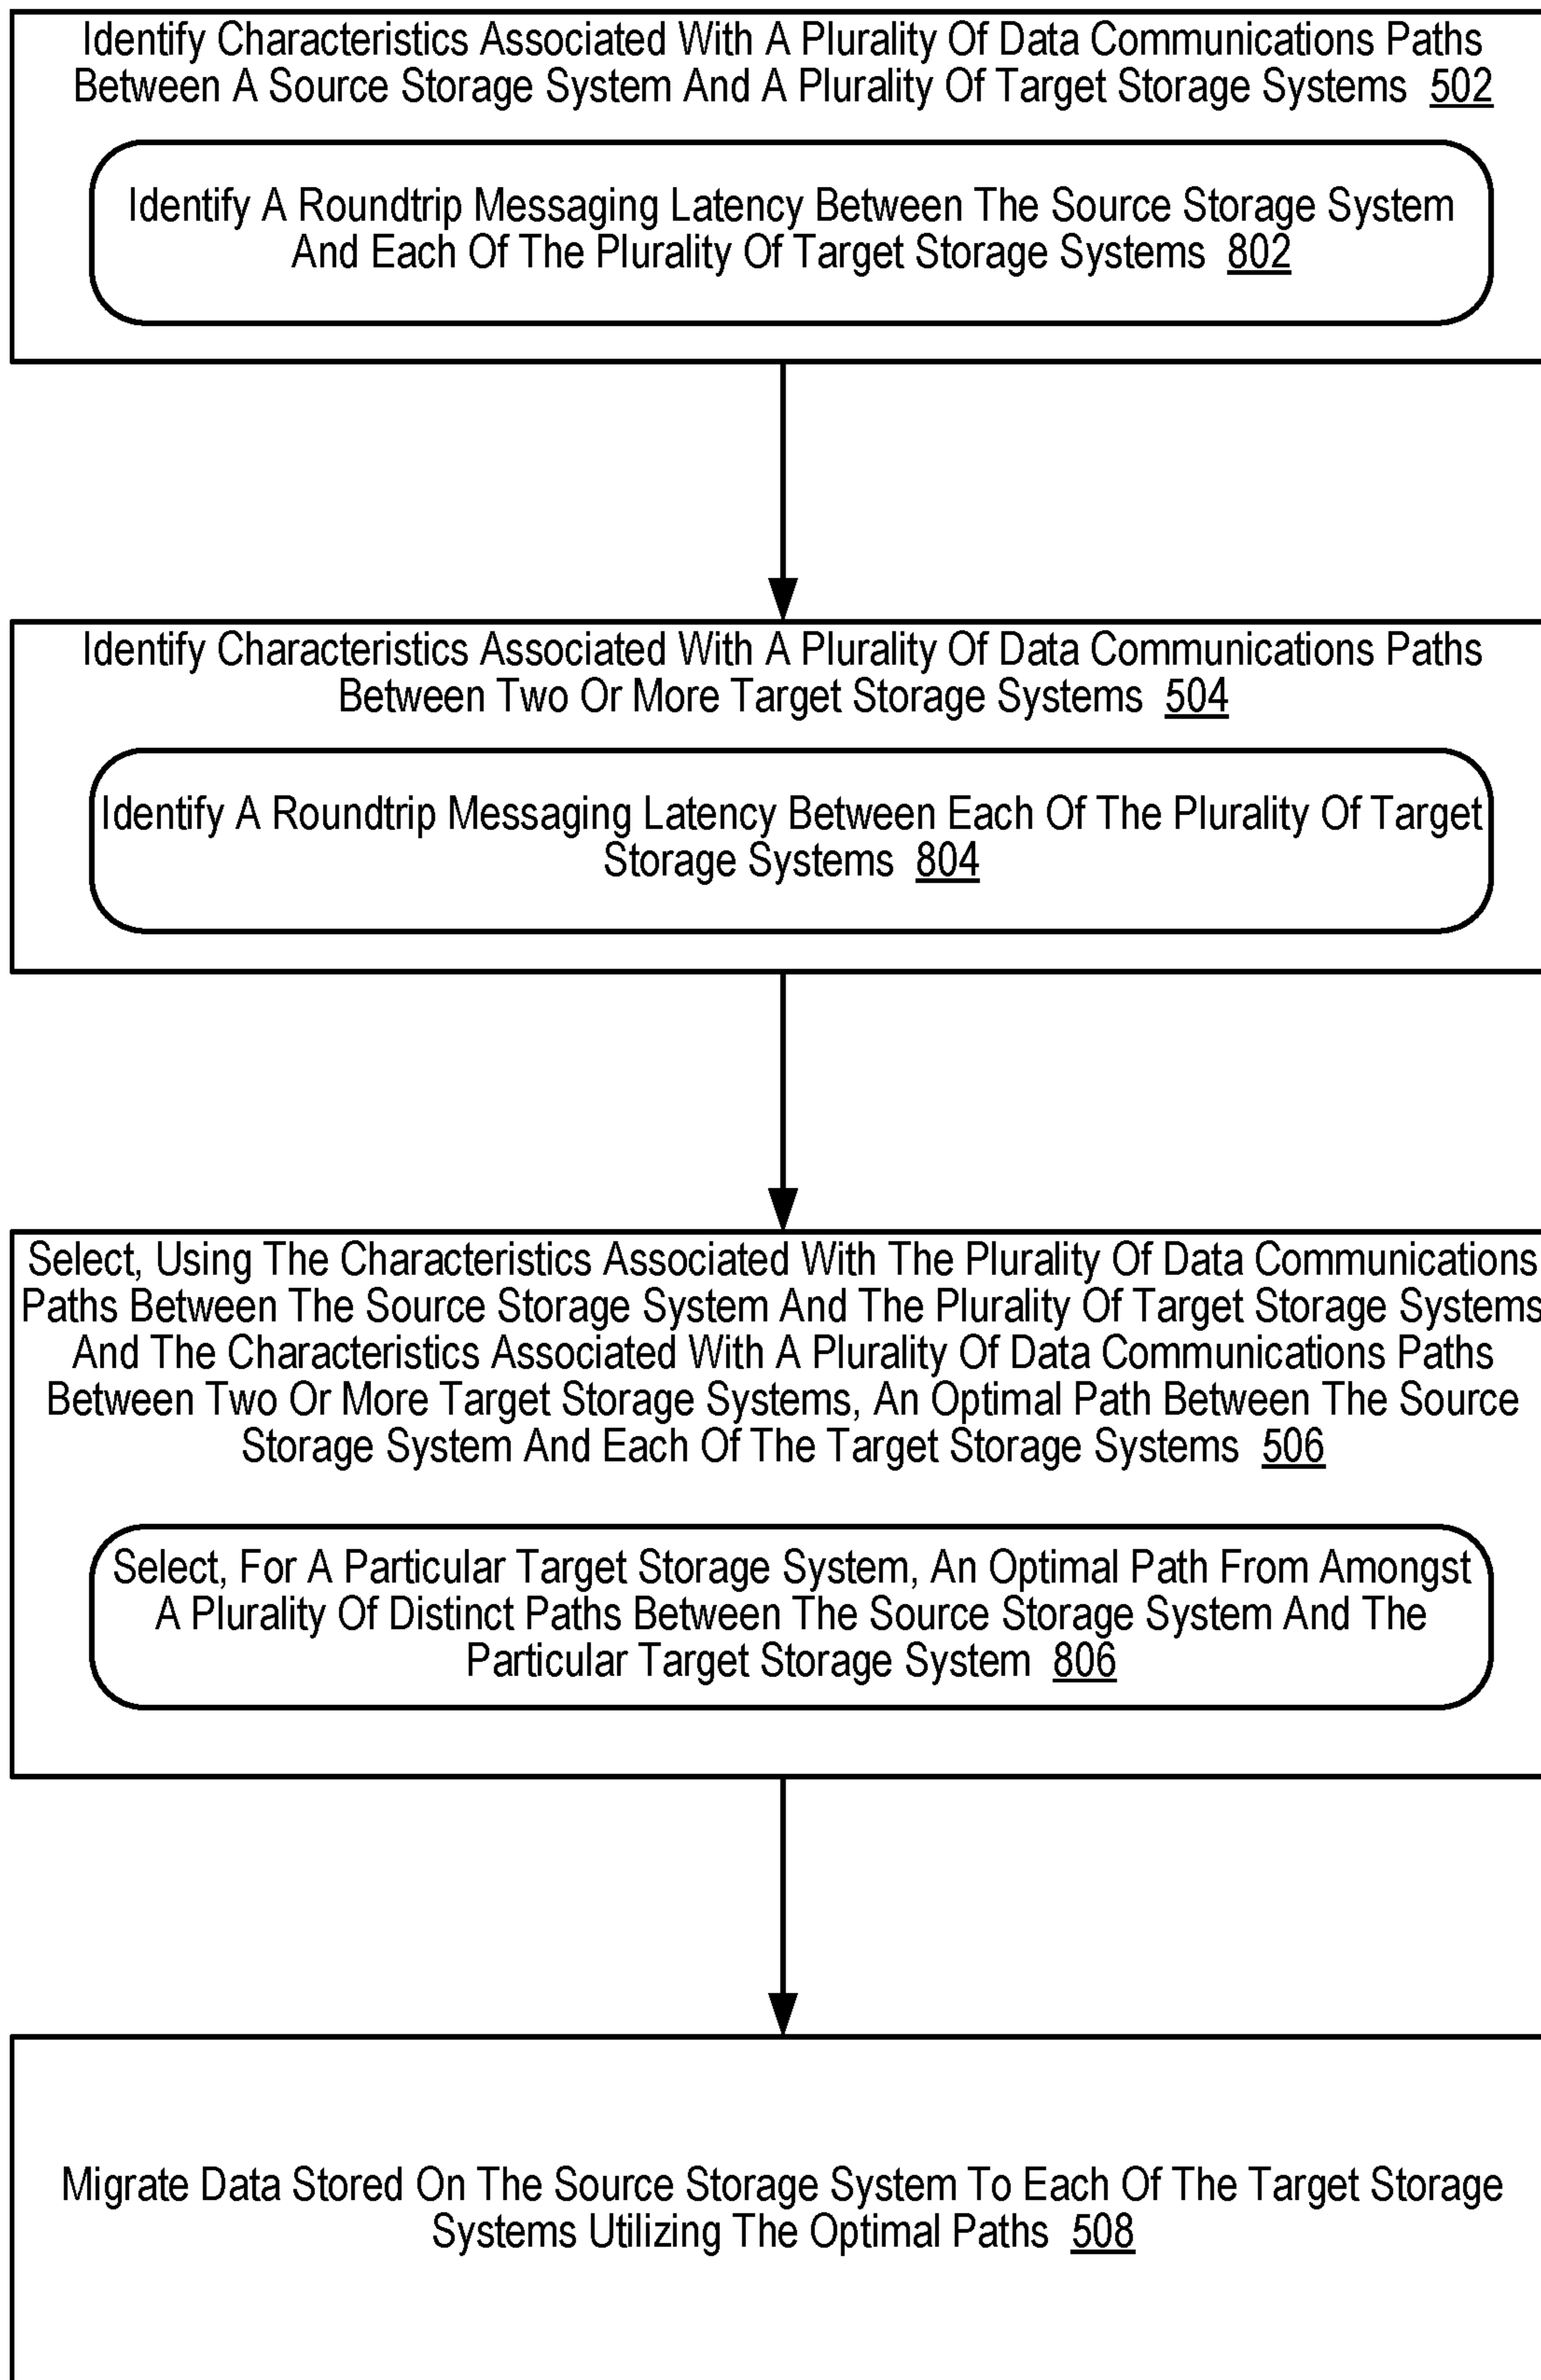 Identify Characteristics Associated With A Plurality Of Data Communications Paths
Between A Source Storage System And A Plurality Of Target Storage Systems 502
Identify A Roundtrip Messaging Latency Between The Source Storage System
And Each Of The Plurality Of Target Storage Systems 802
Identify Characteristics Associated With A Plurality Of Data Communications Paths
Between Two Or More Target Storage Systems 504
Identify A Roundtrip Messaging Latency Between Each Of The Plurality Of Target
Storage Systems 804
Select, Using The Characteristics Associated With The Plurality Of Data Communications
Paths Between The Source Storage System And The Plurality Of Target Storage Systems
And The Characteristics Associated With A Plurality Of Data Communications Paths
Between Two Or More Target Storage Systems, An Optimal Path Between The Source
Storage System And Each Of The Target Storage Systems 506
Select, For A Particular Target Storage System, An Optimal Path From Amongst
A Plurality Of Distinct Paths Between The Source Storage System And The
Particular Target Storage System 806
Migrate Data Stored On The Source Storage System To Each Of The Target Storage
Systems Utilizing The Optimal Paths 508